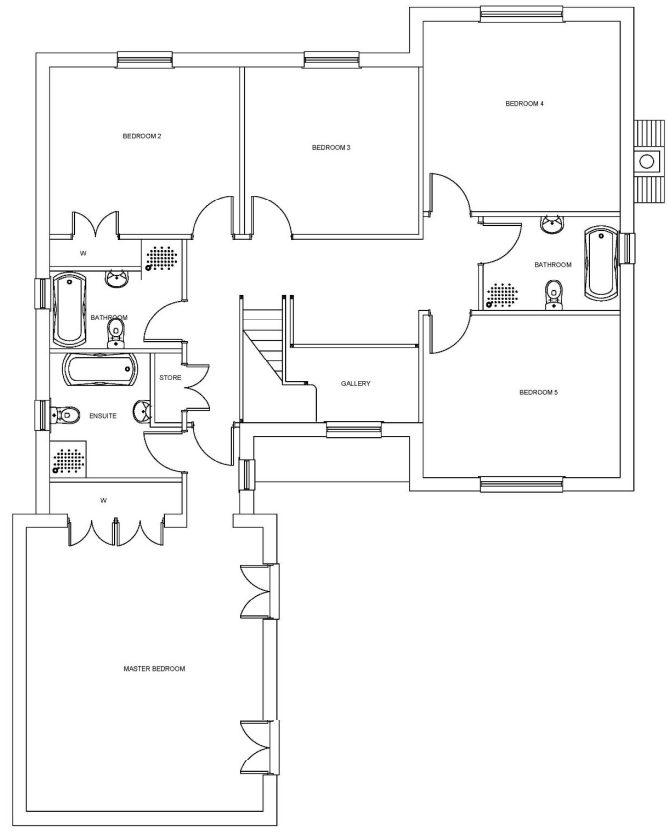 BEDROOM 4
BEDROOM 2
BEDROOM 3
W
BATHROOM
BATHROOM
STORE
GALLERY
BEDROOM 5
ENSUITE
W
MASTER BEDROOM